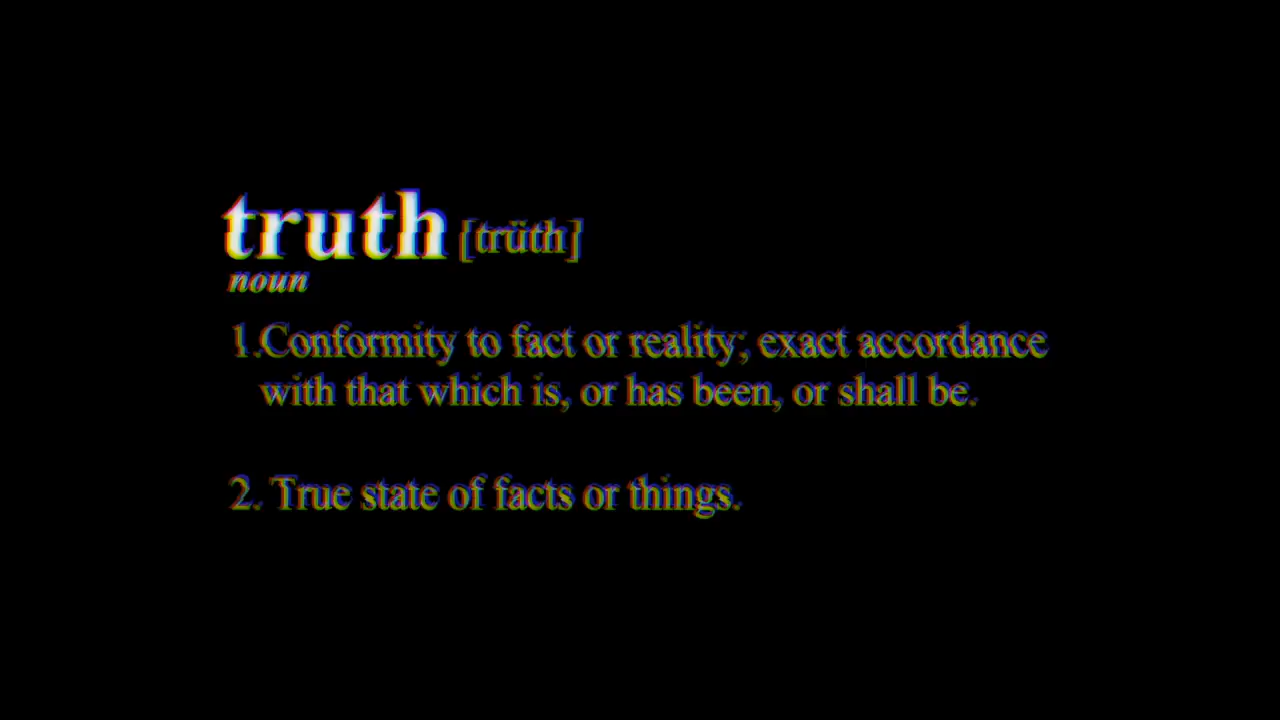 truth [trüth]
noun
1.Conformity to fact or reality; exact accordance
with that which is, or has been, or shall be.
2. True state of facts or things.